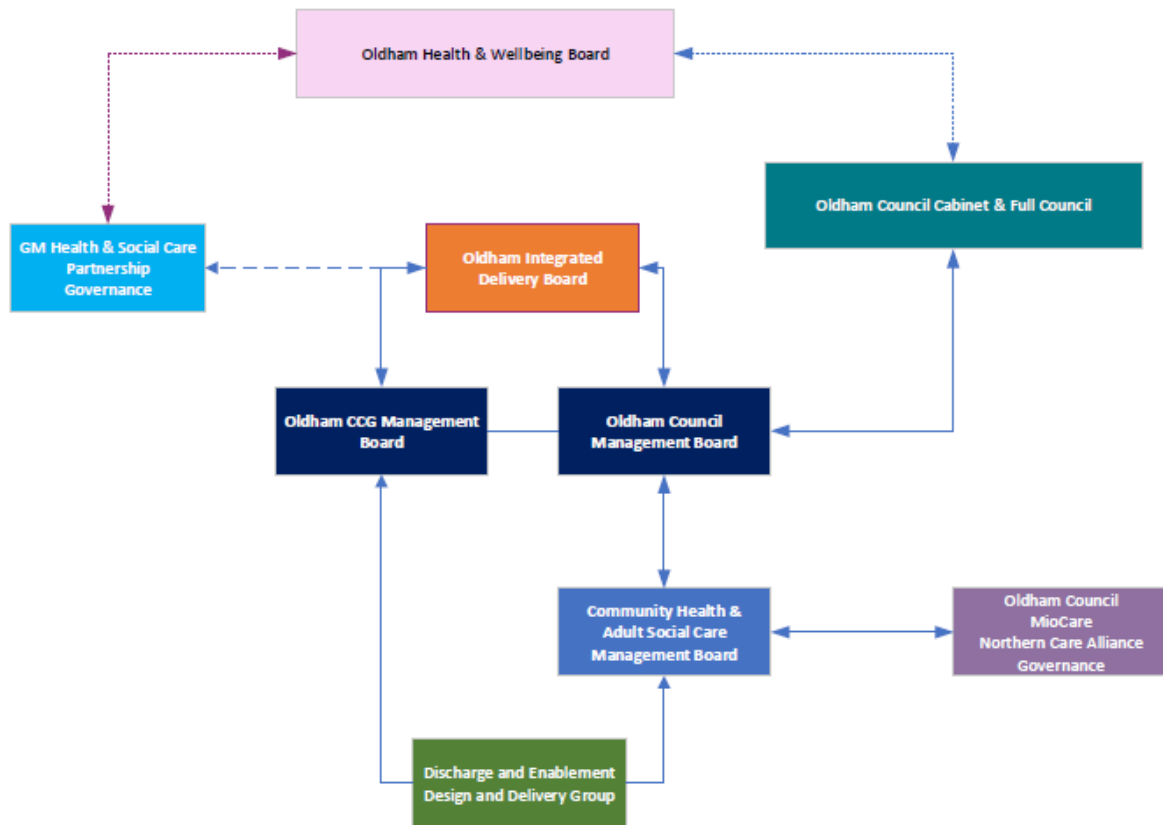 Oldham Health & Wellbeing Board
Oldham Council Cabinet & Full Council
GM Health & Social Care
Partnership
Governance
Oldham Integrated
Delivery Board
Oldham CCG Management
Board
Oldham Council
Management Board
Community Health &
Adult Social Care
Management Board
Oldham Council
MioCare
Northern Care Alliance
Governance
Discharge and Enablement
Design and Delivery Group